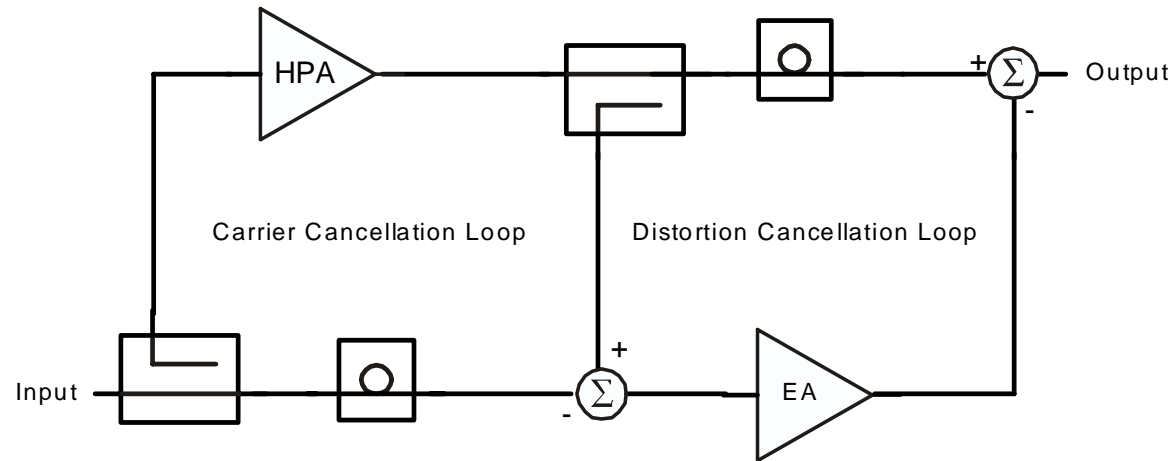 HPA
+
Σ
Output
-
Carrier Cancellation Loop
Distortion Cancellation Loop
+
Input
-
Σ
EA